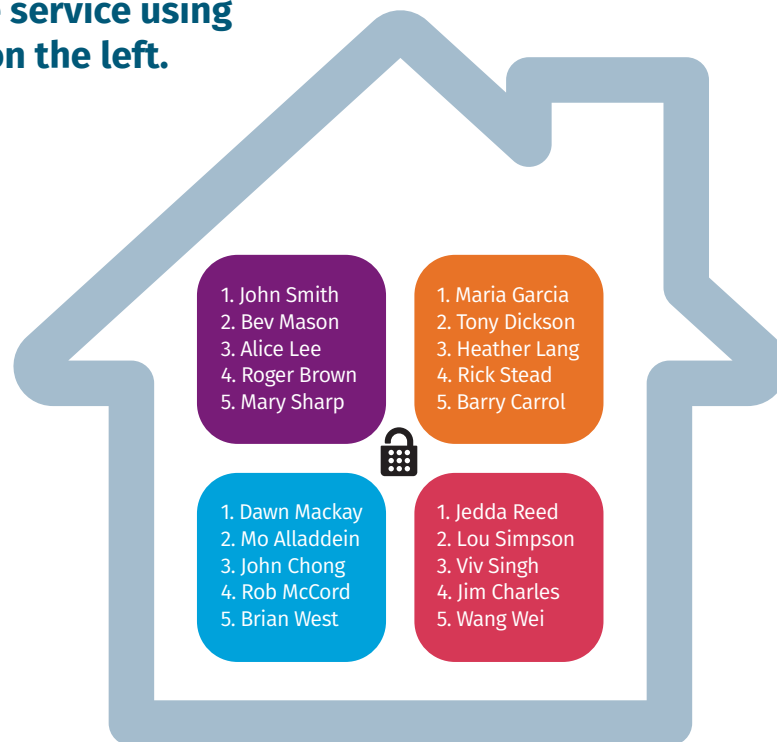 service using
on the left.
1. John Smith
2. Bev Mason
3. Alice Lee
4. Roger Brown
5. Mary Sharp
1. Maria Garcia
2. Tony Dickson
3. Heather Lang
4. Rick Stead
5. Barry Carrol
1. Dawn Mackay
2. Mo Alladdein
3. John Chong
4. Rob McCord
5. Brian West
1. Jedda Reed
2. Lou Simpson
3. Viv Singh
4. Jim Charles
5. Wang Wei